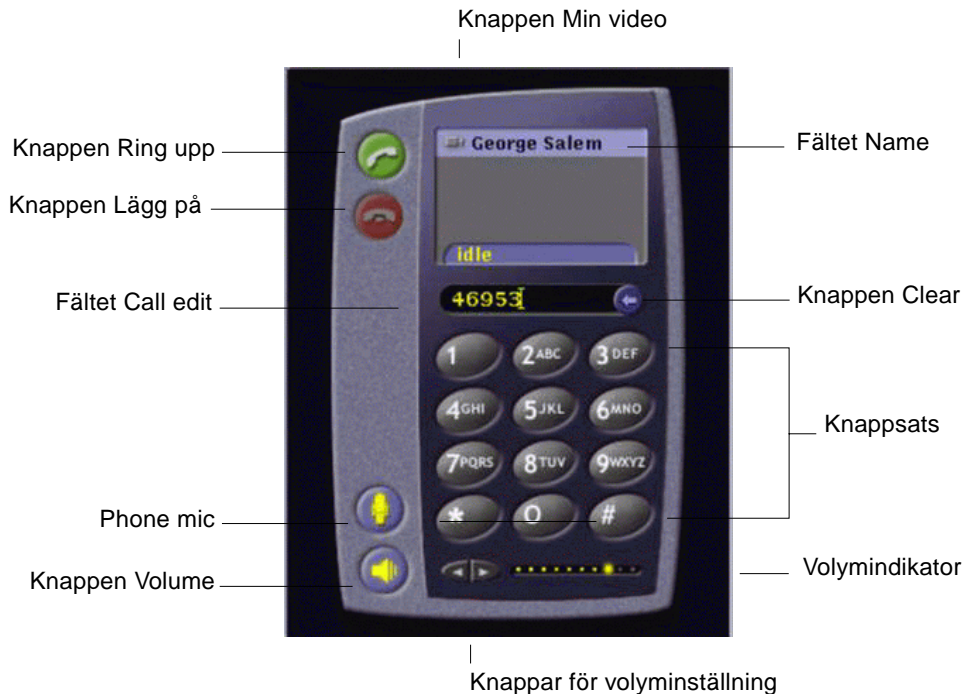 Knappen Min video
Knappen Ring upp
George Salem
Fältet Name
Knappen Lägg på
idle
Fältet Call edit
46953
Knappen Clear
1 2ABC 3DEF
4GHI 5JKL 6MNO
Knappsats
7PQRS 8TUV 9WXYZ
Phone mic
* 0 #
Knappen Volume
Volymindikator
Knappar för volyminställning